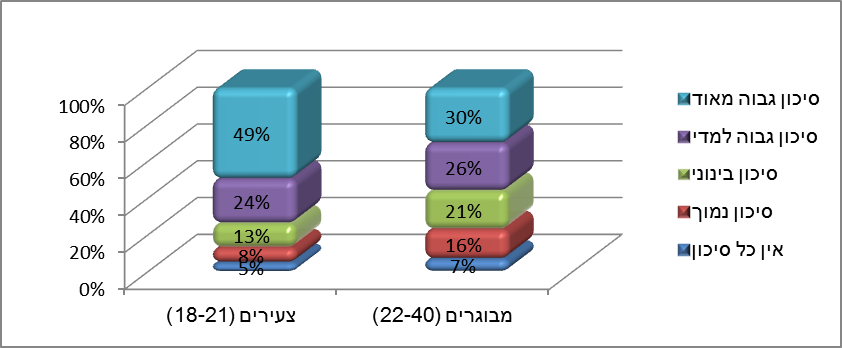 100%
80%
60%
40%
20%
0%
49%
24%
13%
8%
5%
30%
26%
21%
16%
7%
צעירים (18-21)
מבוגרים (22-40)
סיכון גבוה מאוד
סיכון גבוה למדי
סיכון בינוני
סיכון נמוך
אין כל סיכון